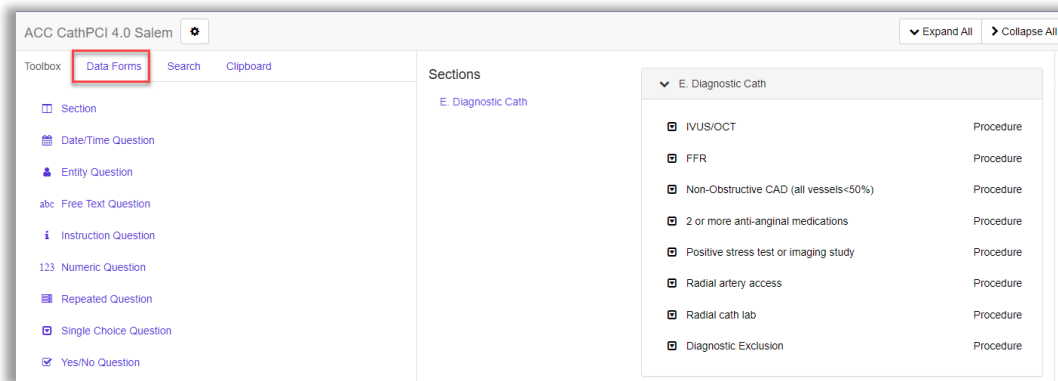 ACC CathPCI 4.0 Salem
Expand All
Collapse All
Toolbox
Data Forms
Search
Clipboard
Section
Date/Time Question
Entity Question
abc Free Text Question
Instruction Question
123 Numeric Question
Repeated Question
Single Choice Question
Yes/No Question
Sections
E. Diagnostic Cath
E. Diagnostic Cath
IVUS/OCT Procedure
FFR Procedure
Non-Obstructive CAD (all vessels<50%) Procedure
2 or more anti-anginal medications Procedure
Positive stress test or imaging study Procedure
Radial artery access Procedure
Radial cath lab Procedure
Diagnostic Exclusion Procedure